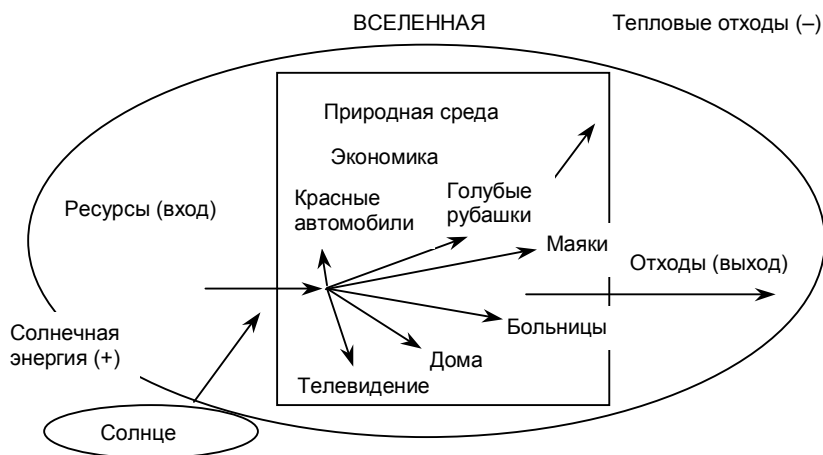 ВСЕЛЕННАЯ
Тепловые отходы (–)
Природная среда
Экономика
Красные
автомобили
Голубые
рубашки
Ресурсы (вход)
Маяки
Отходы (выход)
Солнечная
энергия (+)
Больницы
Дома
Телевидение
Солнце